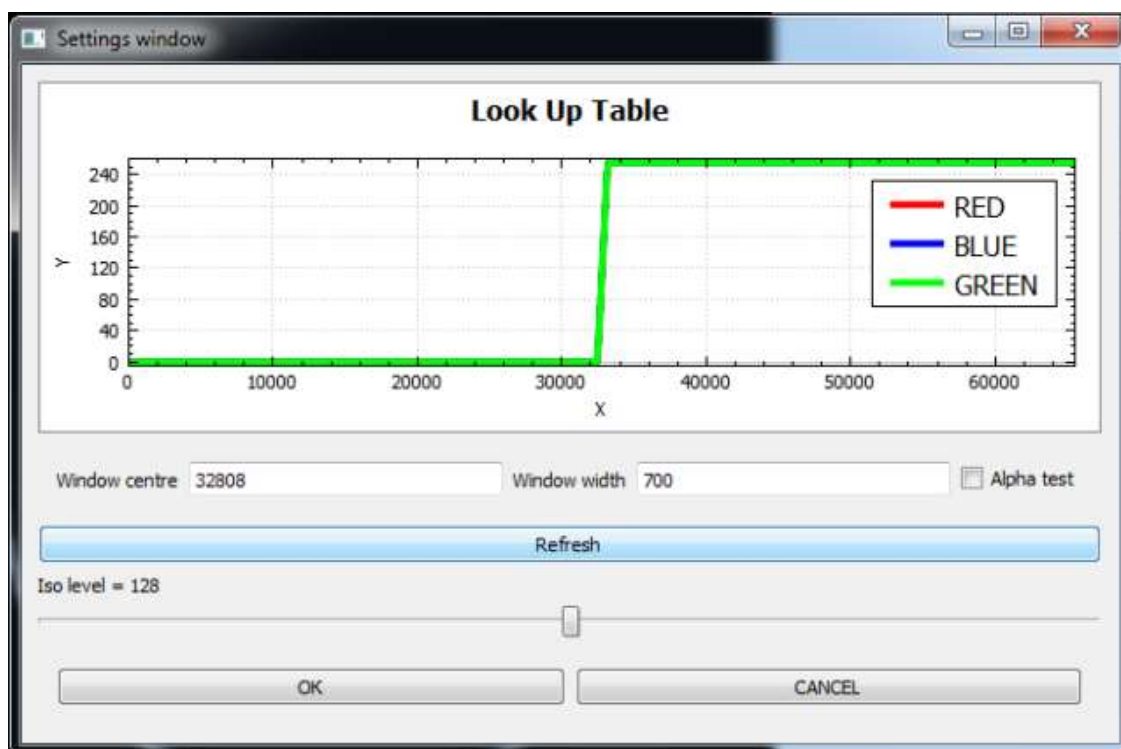 Settings window
Look Up Table
240
200
160
120
80
40
0
Y
RED
BLUE
GREEN
0 10000 20000 30000 40000 50000 60000
X
Window centre 32808 Window width 700 Alpha test
Refresh
Iso level = 128
OK CANCEL